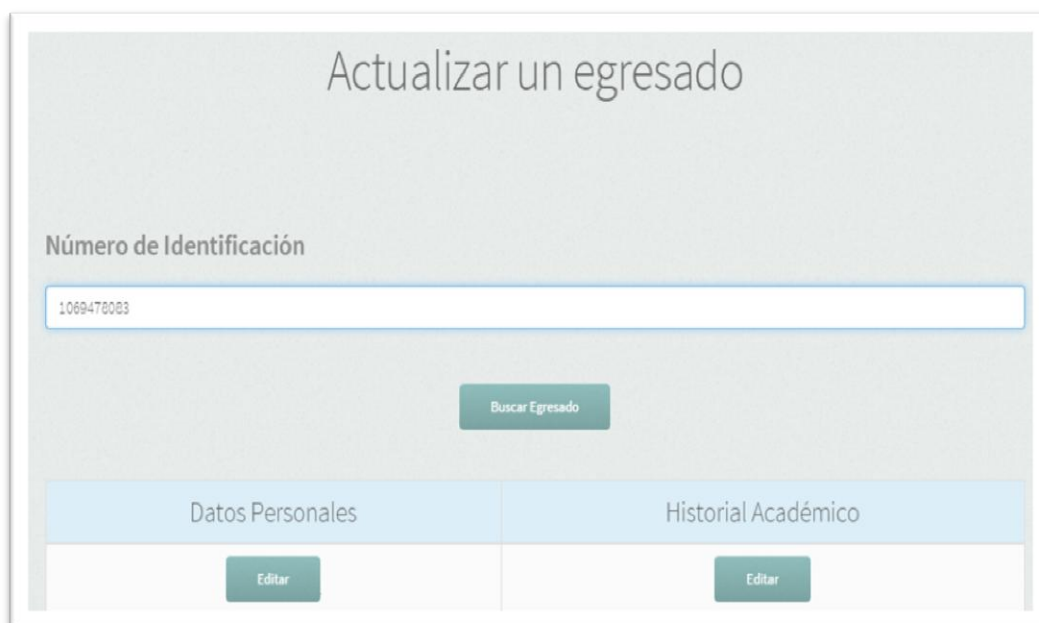 Actualizar un egresado
Número de Identificación
1069478083
Buscar Egresado
Datos Personales Historial Académico
Editar Editar